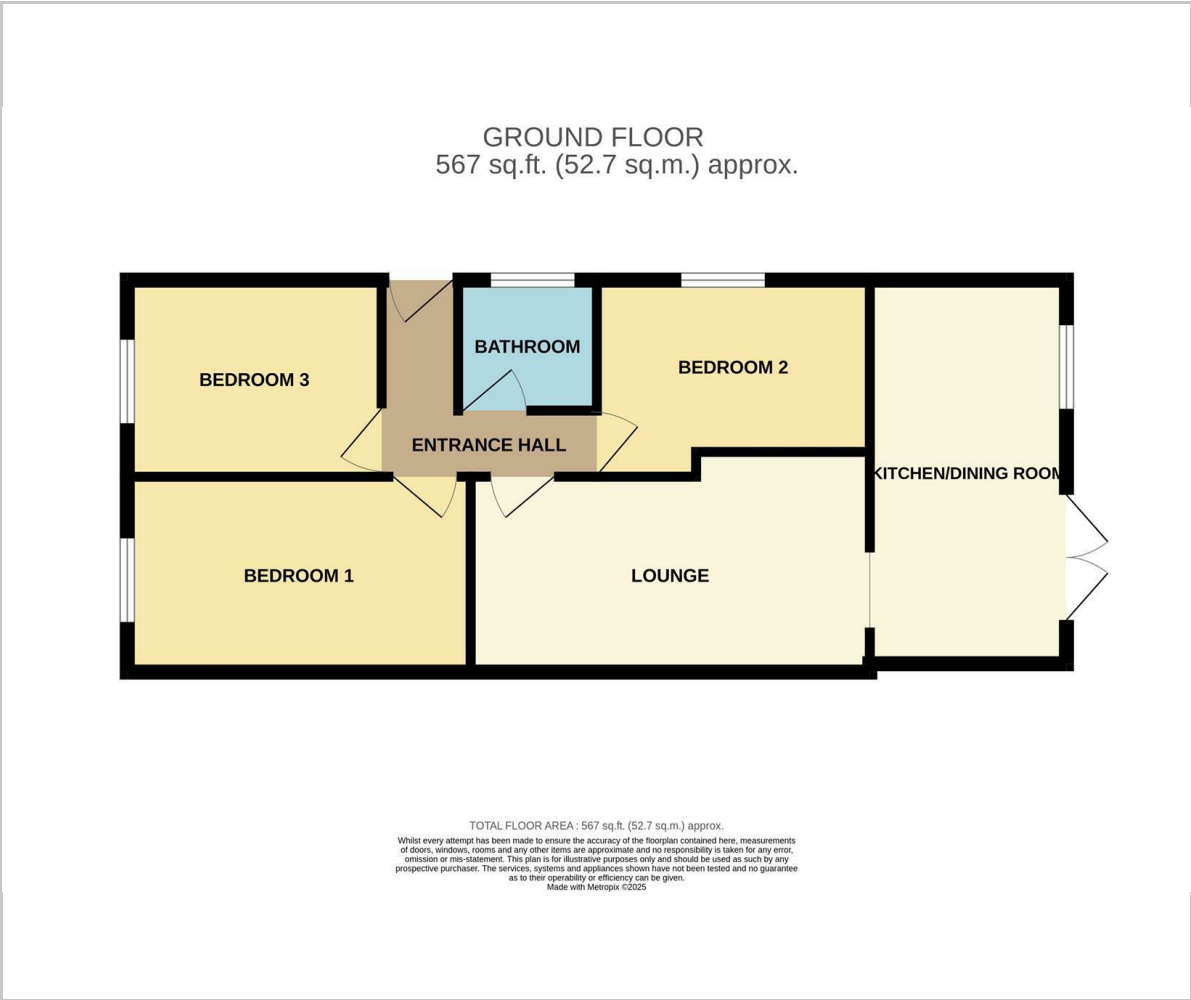 GROUND FLOOR
567 sq.ft. (52.7 sq.m.) approx.
BATHROOM
BEDROOM 2
BEDROOM 3
ENTRANCE HALL
KITCHEN/DINING ROOM
BEDROOM 1
LOUNGE
TOTAL FLOOR AREA : 567 sq.ft. (52.7 sq.m.) approx.
Whilst every attempt has been made to ensure the accuracy of the floorplan contained here, measurements
of doors, windows, rooms and any other items are approximate and no responsibility is taken for any error,
omission or mis-statement. This plan is for illustrative purposes only and should be used as such by any
prospective purchaser. The services, systems and appliances shown have not been tested and no guarantee
as to their operability or efficiency can be given.
Made with Metropix ©2025